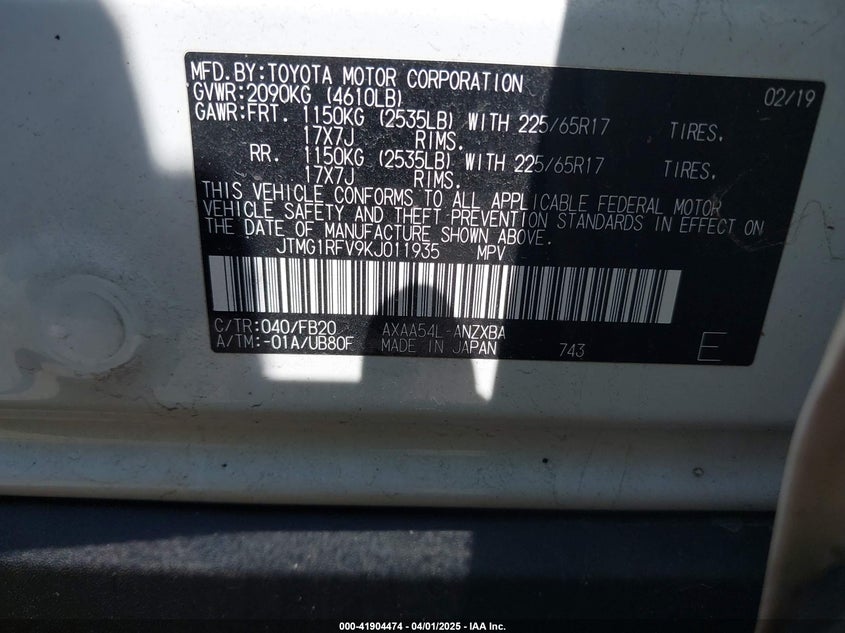 MFD.BY:TOYOTA MOTOR CORPORATION 02/19
GVWR:2090KG (4610LB)
GAWR:FRT. 1150KG (2535LB) WITH 225/65R17 TIRES,
17X7J RIMS.
RR. 1150KG (2535LB) WITH 225/65R17 TIRES,
17X7J RIMS.
THIS VEHICLE CONFORMS TO ALL APPLICABLE FEDERAL MOTOR
VEHICLE SAFETY AND THEFT PREVENTION STANDARDS IN EFFECT ON
THE DATE OF MANUFACTURE SHOWN ABOVE.
JTMG1RFV9KJ011935 MPV
C/TR:040/FB20 AXAA54L-ANZXBA
A/TM:-01A/UB80F MADE IN JAPAN 743 E
000-41904474 04/01/2025 - IAA Inc.